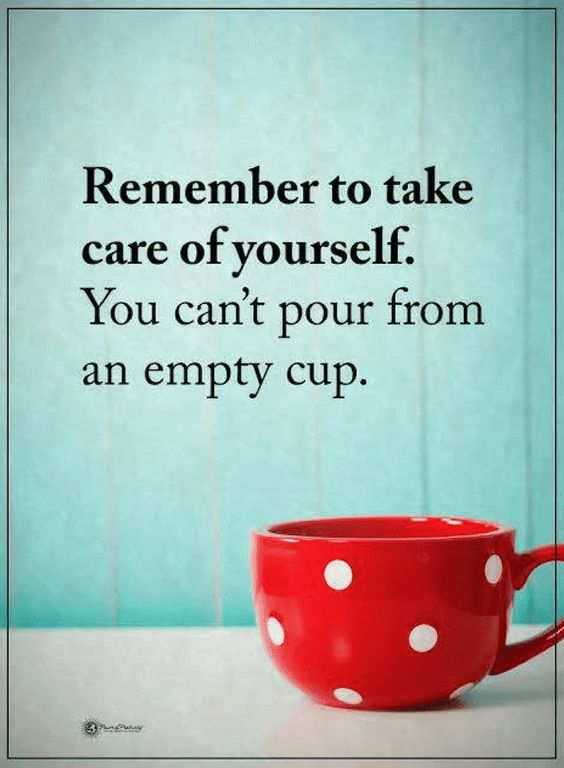 Remember to take
care of yourself.
You can't pour from
an empty cup.